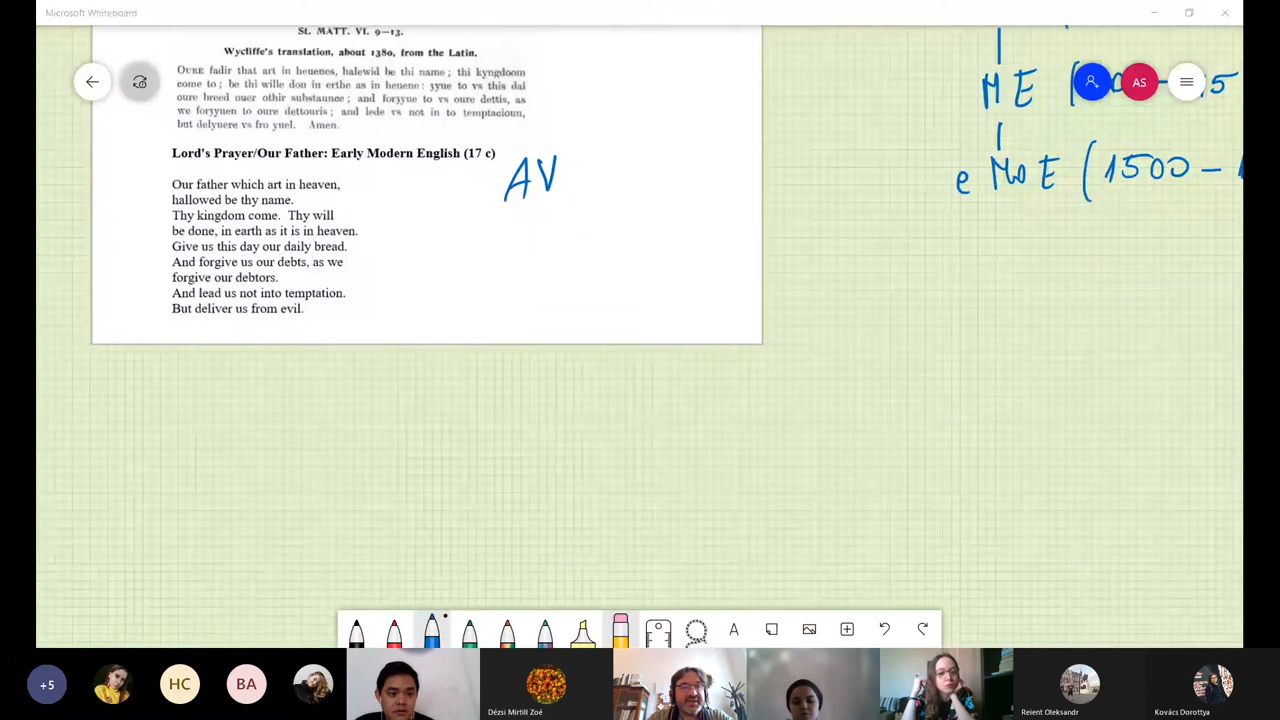 Microsoft Whiteboard
St. MATT. VI. 9–13.
Wycliffe's translation, about 1380, from the Latin.
OURE fadir that art in heuenes, halewid be thi name; thi kyngdoom
come to; be thi wille don in erthe as in heuene: ȝyue to vs this dai
oure breed ouer othir substaunce; and forȝyue to vs oure dettis, as
we forȝyuen to oure dettouris; and lede vs not in to temptacioun,
but delyuere vs fro yuel. Amen.
Lord's Prayer/Our Father: Early Modern English (17 c)
AV
Our father which art in heaven,
hallowed be thy name.
Thy kingdom come. Thy will
be done, in earth as it is in heaven.
Give us this day our daily bread.
And forgive us our debts, as we
forgive our debtors.
And lead us not into temptation.
But deliver us from evil.
ME (
AS
5
eMoE (1500 –
A
+5
HC
BA
Dézsi Mirtill Zoé
Reient Oleksandr
Kovács Dorottya